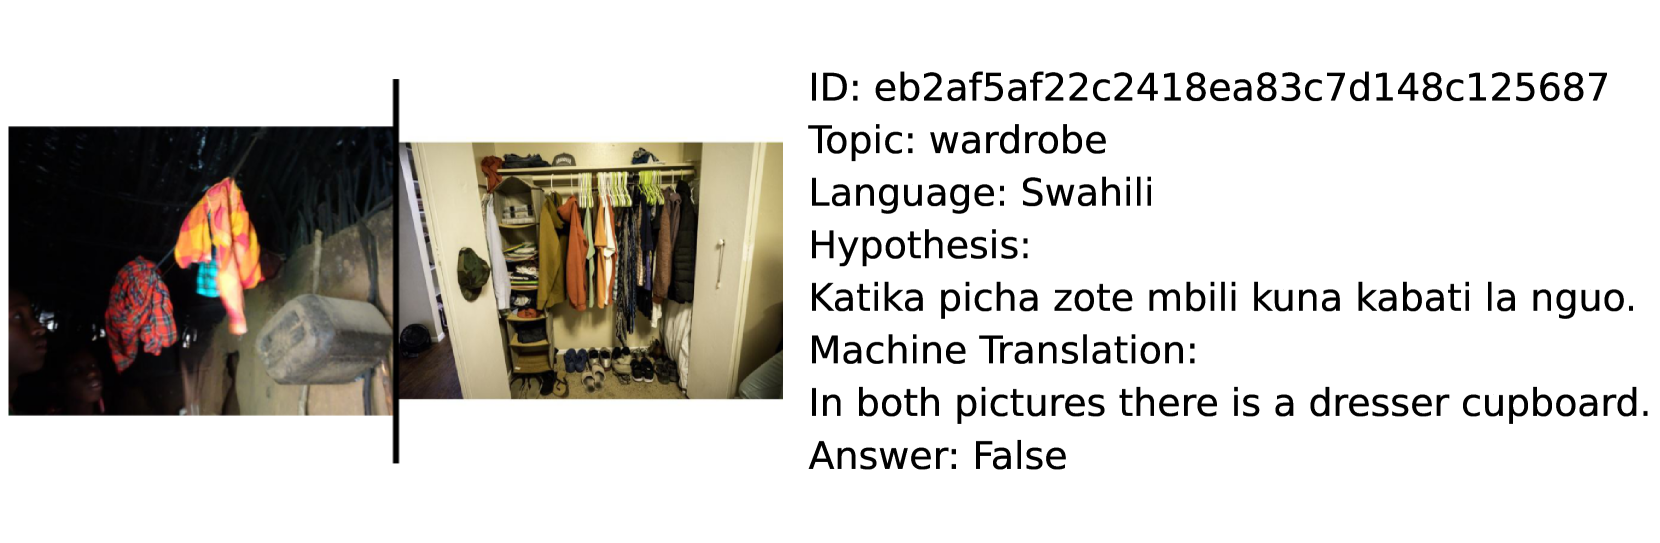 ID: eb2af5af22c2418ea83c7d148c125687
Topic: wardrobe
Language: Swahili
Hypothesis:
Katika picha zote mbili kuna kabati la nguo.
Machine Translation:
In both pictures there is a dresser cupboard.
Answer: False